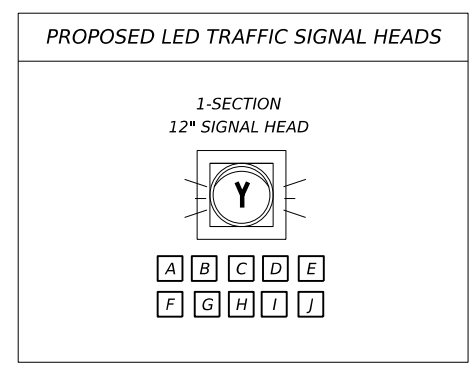 PROPOSED LED TRAFFIC SIGNAL HEADS
1-SECTION
12" SIGNAL HEAD
Y
A B C D E
F G H I J